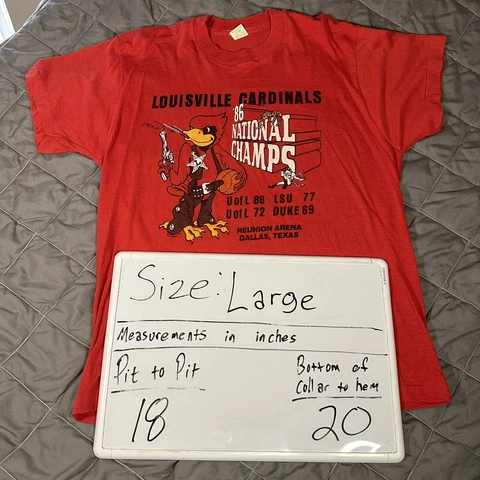 LOUISVILLE CARDINALS
'86
NATIONAL
CHAMPS
U of L 88 LSU 77
U of L 72 DUKE 69
REUNION ARENA
DALLAS, TEXAS
Size: Large
Measurements in inches
Pit to Pit
18
Bottom of
Collar to hem
20